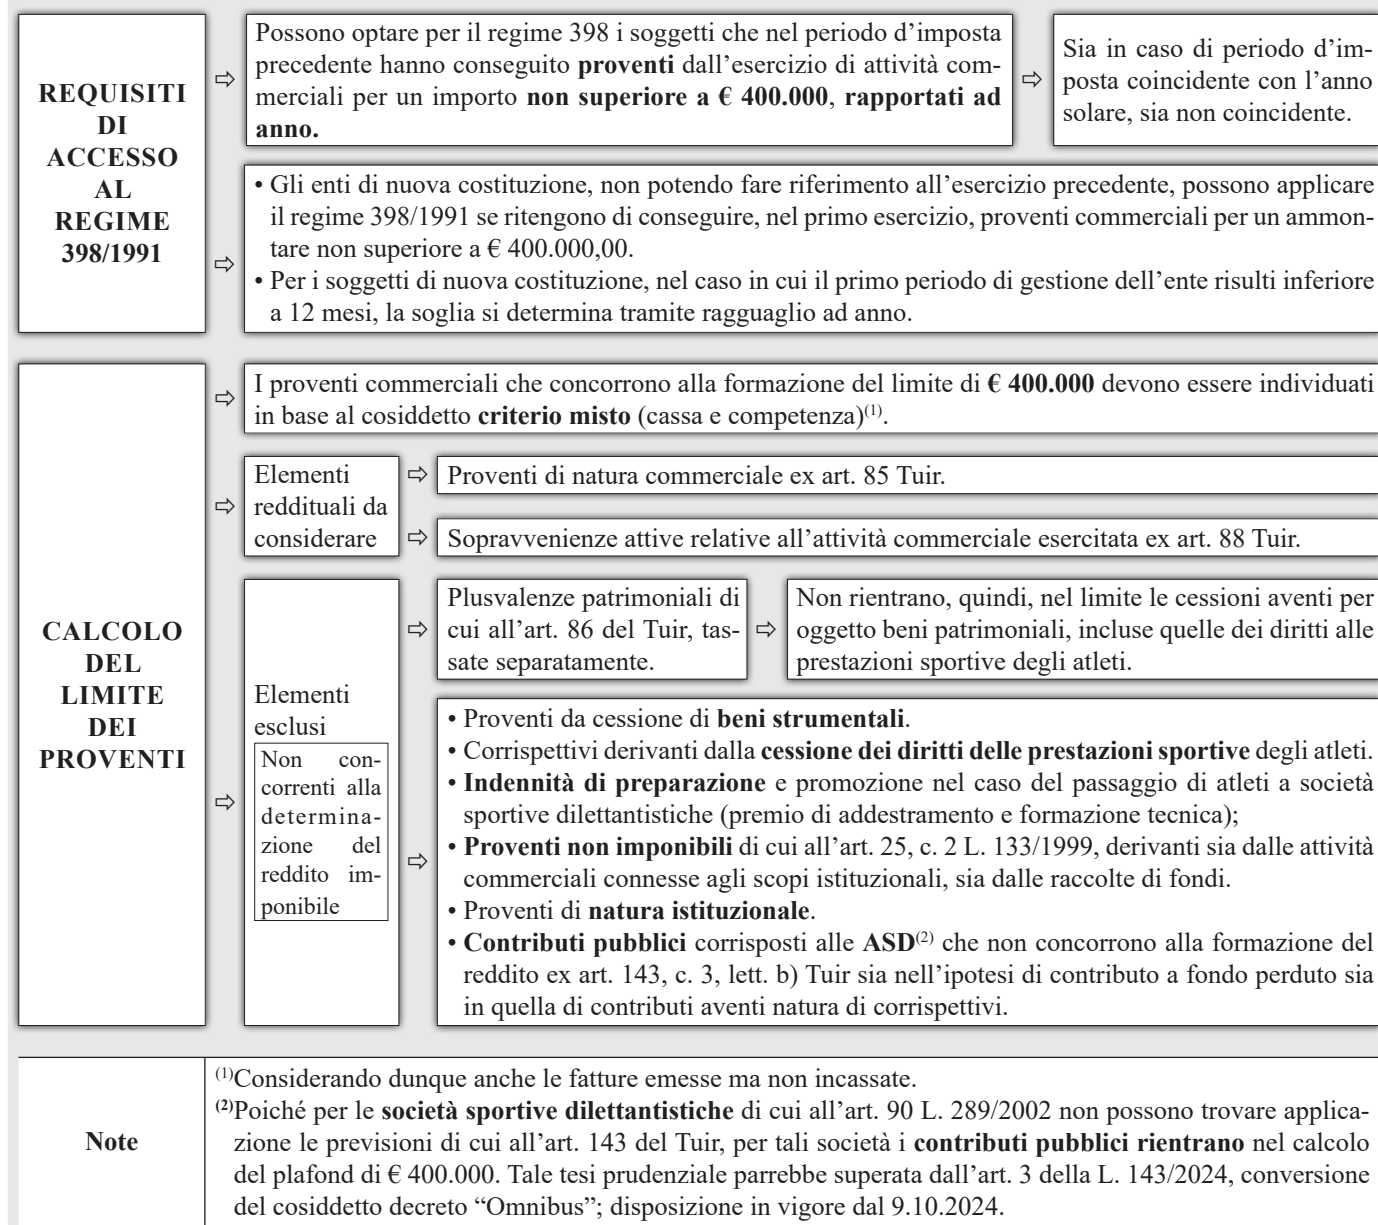 REQUISITI
DI
ACCESSO
AL
REGIME
398/1991
⇨
Possono optare per il regime 398 i soggetti che nel periodo d’imposta
precedente hanno conseguito proventi dall’esercizio di attività com-
merciali per un importo non superiore a € 400.000, rapportati ad
anno.
⇨
Sia in caso di periodo d’im-
posta coincidente con l’anno
solare, sia non coincidente.
⇨
• Gli enti di nuova costituzione, non potendo fare riferimento all’esercizio precedente, possono applicare
il regime 398/1991 se ritengono di conseguire, nel primo esercizio, proventi commerciali per un ammon-
tare non superiore a € 400.000,00.
• Per i soggetti di nuova costituzione, nel caso in cui il primo periodo di gestione dell’ente risulti inferiore
a 12 mesi, la soglia si determina tramite ragguaglio ad anno.
CALCOLO
DEL
LIMITE
DEI
PROVENTI
⇨
I proventi commerciali che concorrono alla formazione del limite di € 400.000 devono essere individuati
in base al cosiddetto criterio misto (cassa e competenza)(1).
⇨
Elementi
reddituali da
considerare
⇨
Proventi di natura commerciale ex art. 85 Tuir.
⇨
Sopravvenienze attive relative all’attività commerciale esercitata ex art. 88 Tuir.
⇨
Elementi
esclusi
Non con-
correnti alla
determina-
zione del
reddito im-
ponibile
⇨
Plusvalenze patrimoniali di
cui all’art. 86 del Tuir, tas-
sate separatamente.
⇨
Non rientrano, quindi, nel limite le cessioni aventi per
oggetto beni patrimoniali, incluse quelle dei diritti alle
prestazioni sportive degli atleti.
⇨
• Proventi da cessione di beni strumentali.
• Corrispettivi derivanti dalla cessione dei diritti delle prestazioni sportive degli atleti.
• Indennità di preparazione e promozione nel caso del passaggio di atleti a società
sportive dilettantistiche (premio di addestramento e formazione tecnica);
• Proventi non imponibili di cui all’art. 25, c. 2 L. 133/1999, derivanti sia dalle attività
commerciali connesse agli scopi istituzionali, sia dalle raccolte di fondi.
• Proventi di natura istituzionale.
• Contributi pubblici corrisposti alle ASD(2) che non concorrono alla formazione del
reddito ex art. 143, c. 3, lett. b) Tuir sia nell’ipotesi di contributo a fondo perduto sia
in quella di contributi aventi natura di corrispettivi.
Note
(1)Considerando dunque anche le fatture emesse ma non incassate.
(2)Poiché per le società sportive dilettantistiche di cui all’art. 90 L. 289/2002 non possono trovare applica-
zione le previsioni di cui all’art. 143 del Tuir, per tali società i contributi pubblici rientrano nel calcolo
del plafond di € 400.000. Tale tesi prudenziale parrebbe superata dall’art. 3 della L. 143/2024, conversione
del cosiddetto decreto “Omnibus”; disposizione in vigore dal 9.10.2024.